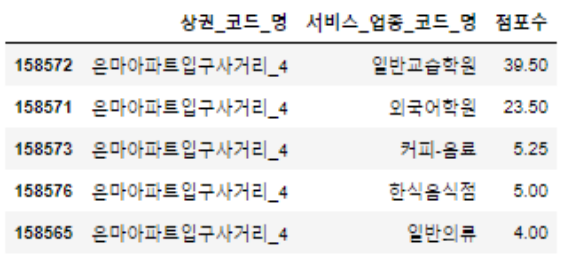 상권_코드_명 서비스_업종_코드_명 점포수
158572 은마아파트입구사거리_4 일반교습학원 39.50
158571 은마아파트입구사거리_4 외국어학원 23.50
158573 은마아파트입구사거리_4 커피-음료 5.25
158576 은마아파트입구사거리_4 한식음식점 5.00
158565 은마아파트입구사거리_4 일반의류 4.00